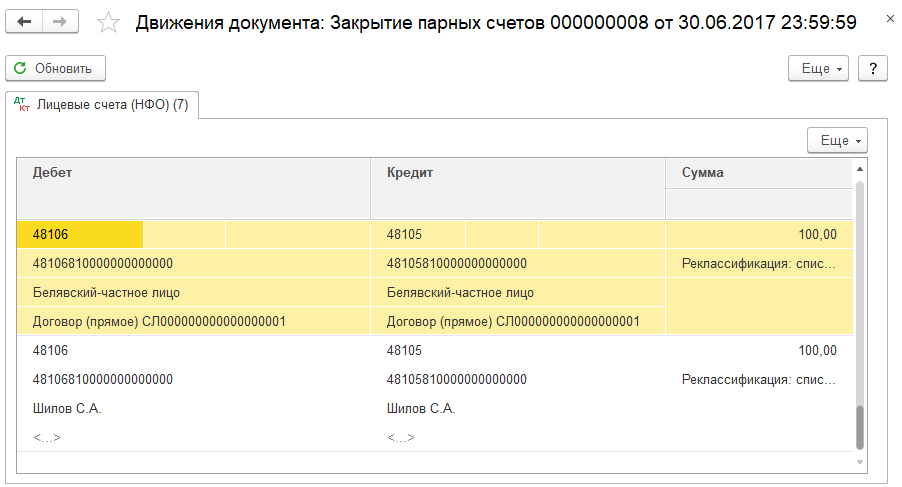 Движения документа: Закрытие парных счетов 000000008 от 30.06.2017 23:59:59
Обновить
Еще
?
Дт Кт Лицевые счета (НФО) (7)
Еще
Дебет Кредит Сумма
48106 48105 100,00
48106810000000000000 48105810000000000000 Реклассификация: спис...
Белявский-частное лицо Белявский-частное лицо
Договор (прямое) СЛ000000000000000001 Договор (прямое) СЛ000000000000000001
48106 48105 100,00
48106810000000000000 48105810000000000000 Реклассификация: спис...
Шилов С.А. Шилов С.А.
<...> <...>